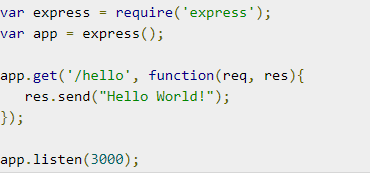 var express = require('express');
var app = express();

app.get('/hello', function(req, res){
   res.send("Hello World!");
});

app.listen(3000);